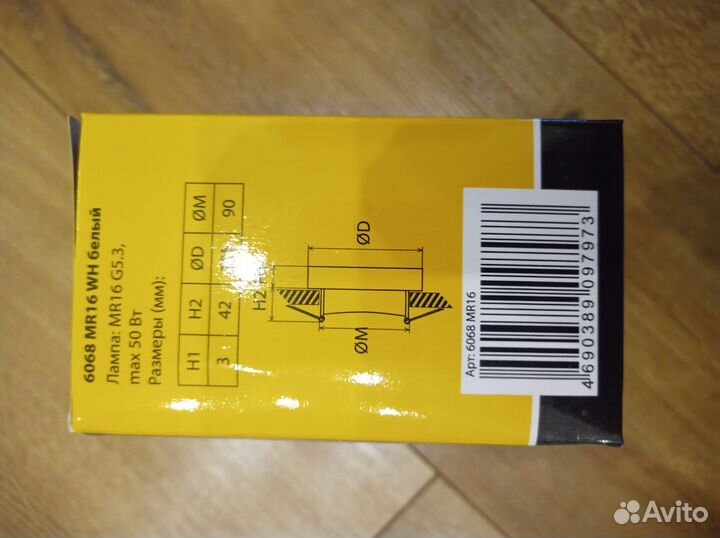 6068 MR16 WH белый
Лампа: MR16 G5.3,
max 50 Вт
Размеры (мм):
H1 H2 ØD ØM
3 42 90
ØD
H2
ØM
Арт: 6068 MR16
4690389097973
Avito